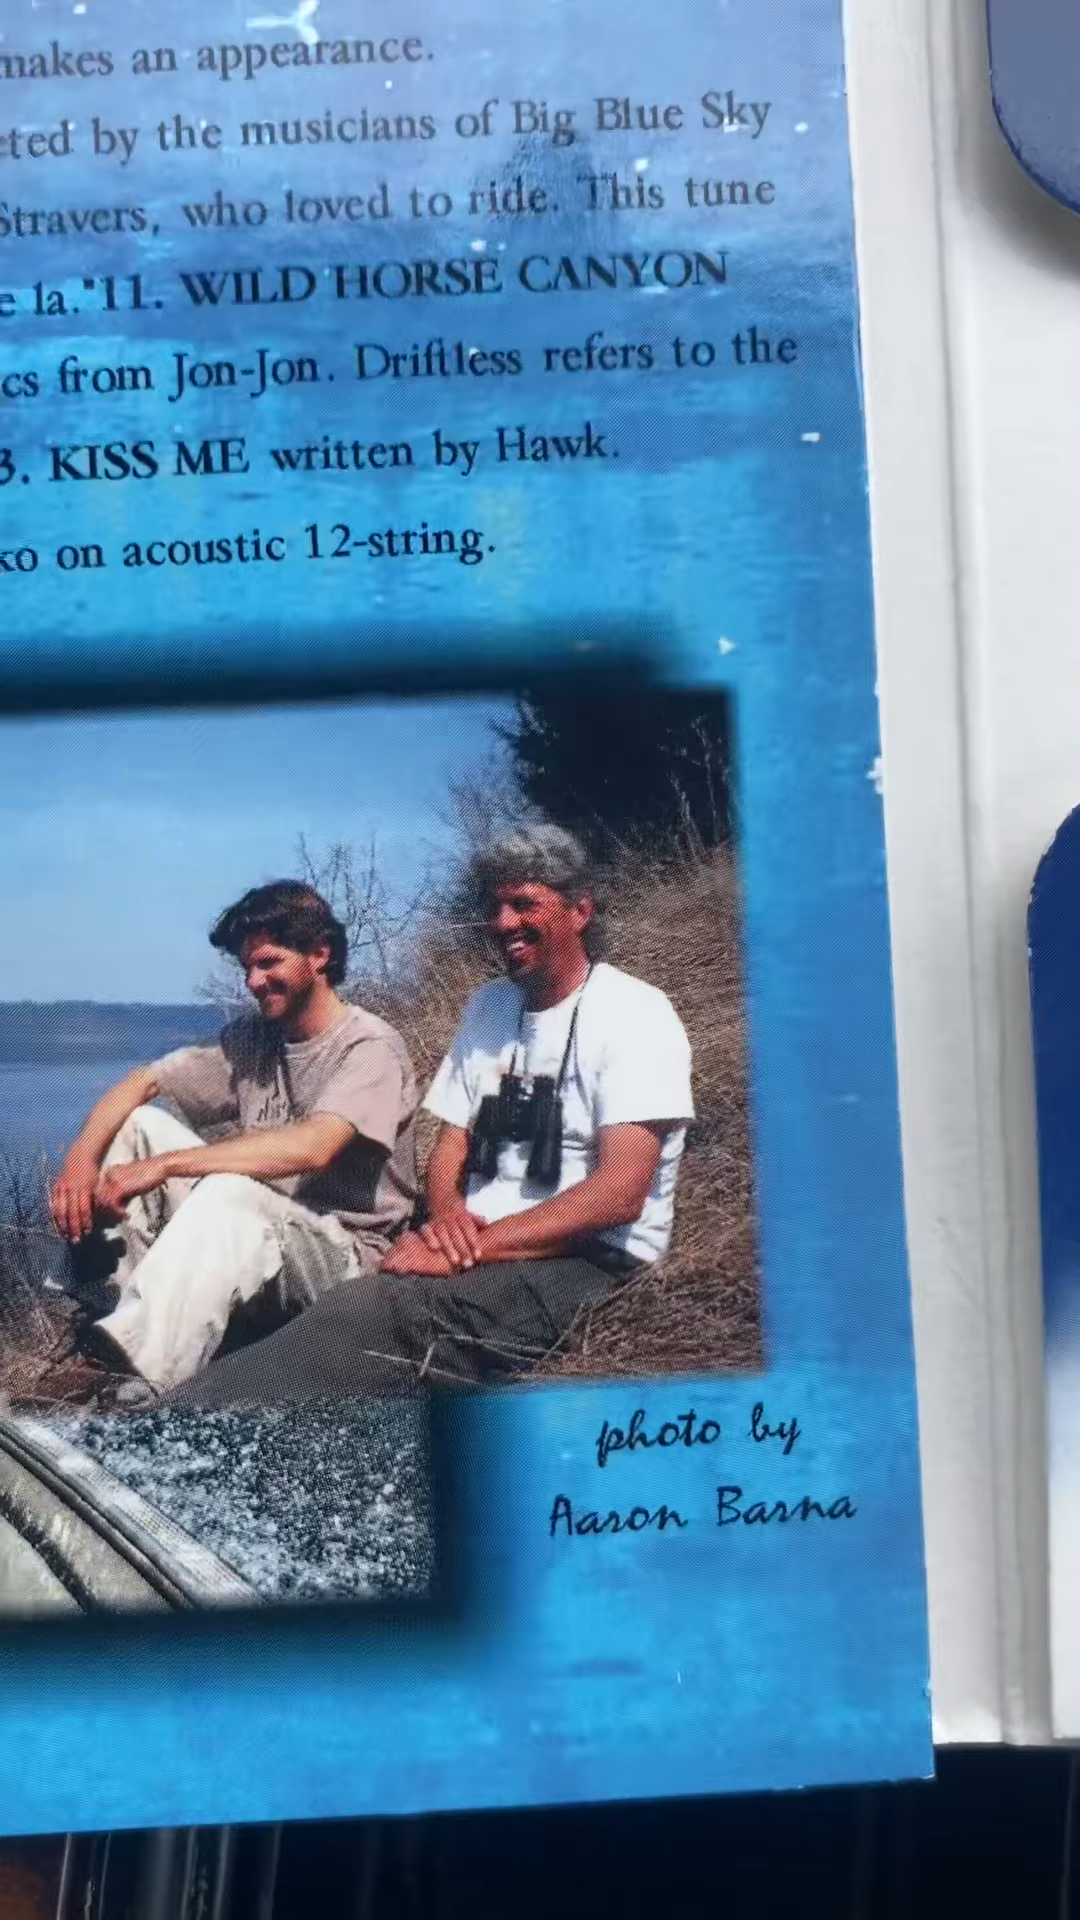 makes an appearance.
cted by the musicians of Big Blue Sky
Stravers, who loved to ride. This tune
e la."11. WILD HORSE CANYON
cs from Jon-Jon. Driftless refers to the
3. KISS ME written by Hawk.
ko on acoustic 12-string.
photo by
Aaron Barna